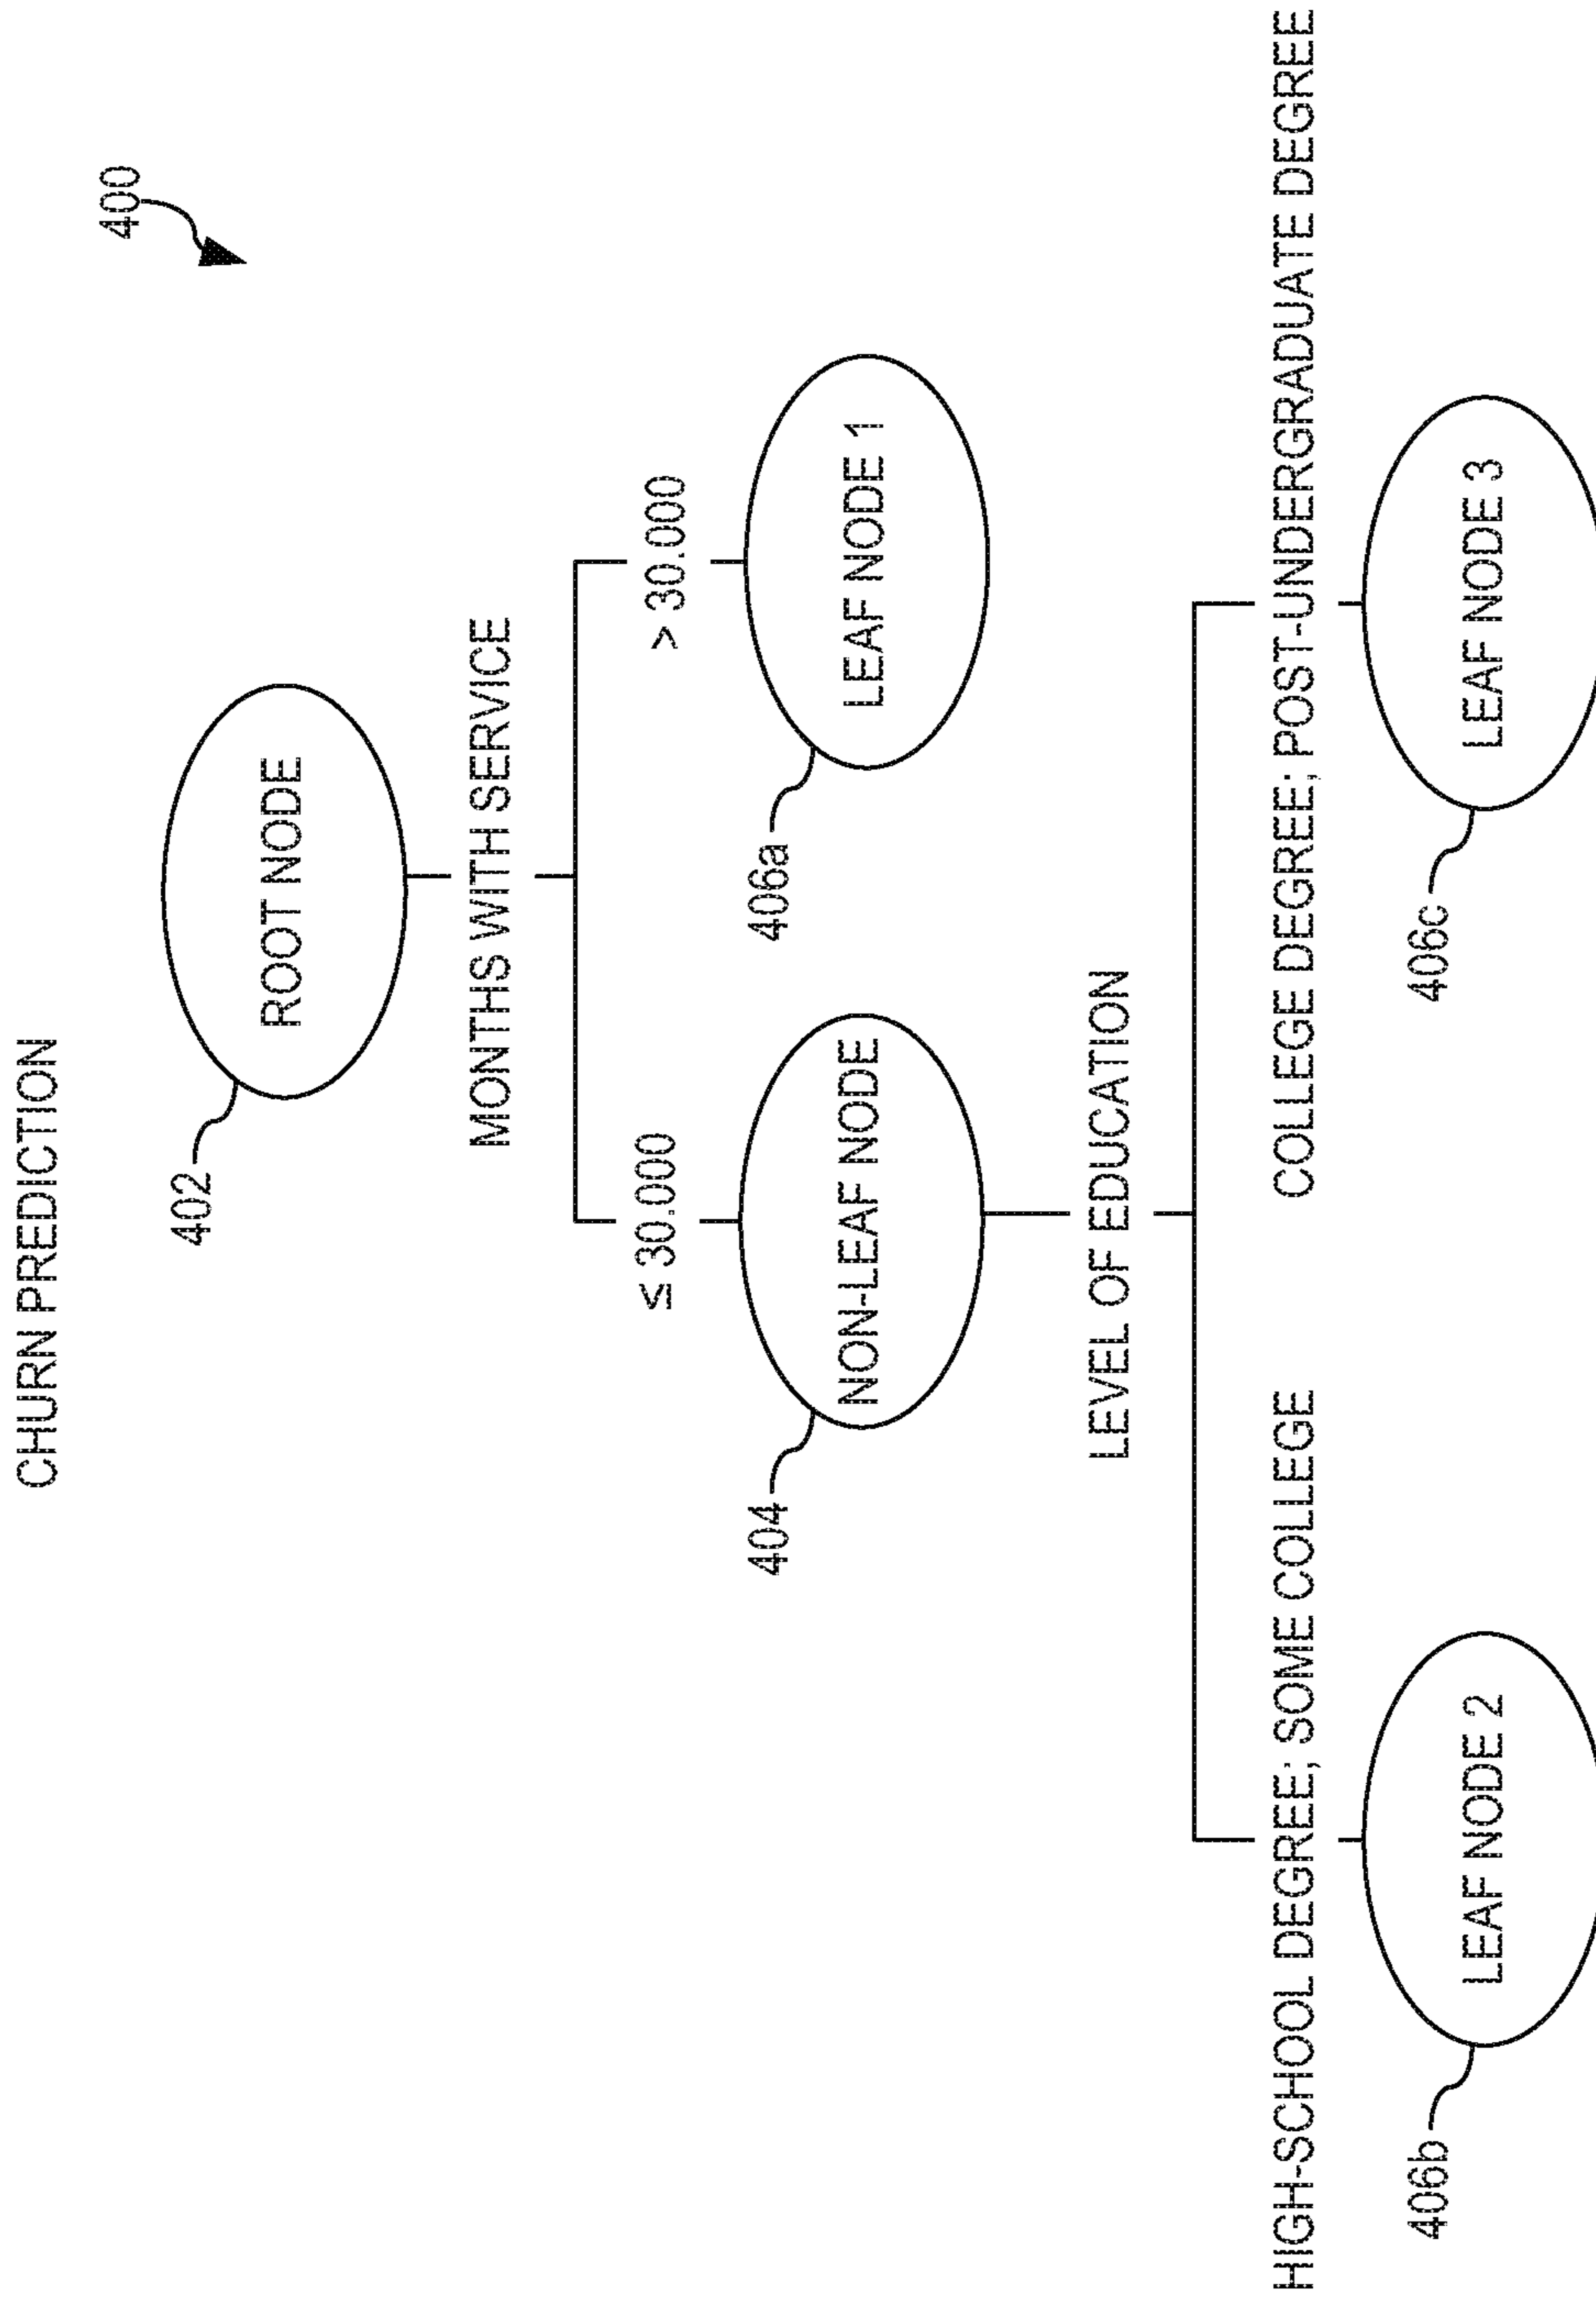 CHURN PREDICTION
400
402
ROOT NODE
MONTHS WITH SERVICE
≤ 30.000
> 30.000
404
NON-LEAF NODE
406a
LEAF NODE 1
LEVEL OF EDUCATION
HIGH-SCHOOL DEGREE; SOME COLLEGE
COLLEGE DEGREE; POST-UNDERGRADUATE DEGREE
406b
LEAF NODE 2
406c
LEAF NODE 3